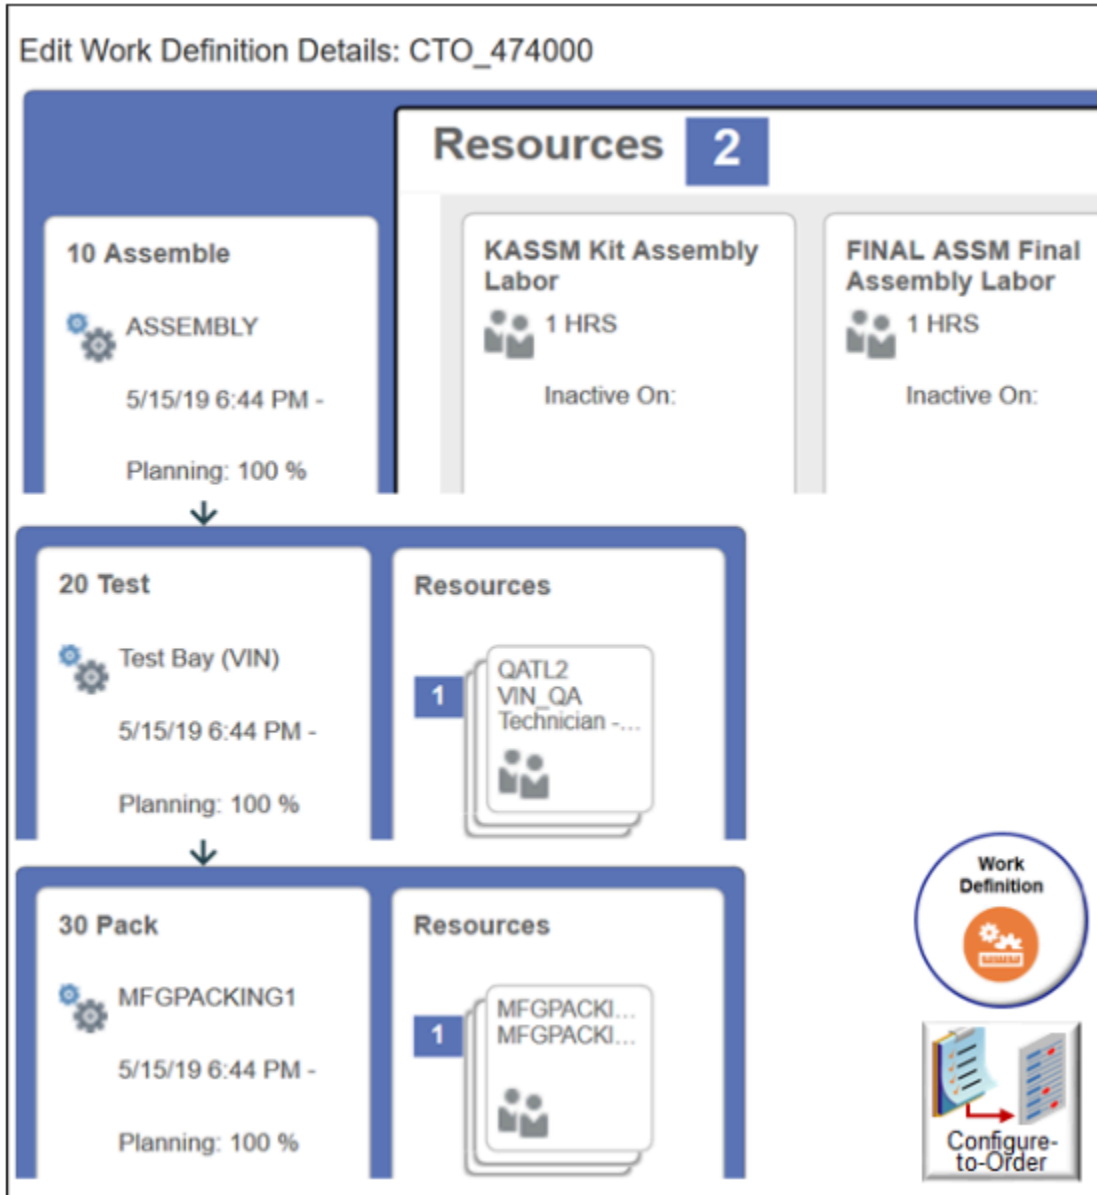 Edit Work Definition Details: CTO_474000
Resources 2
10 Assemble
ASSEMBLY
5/15/19 6:44 PM -
Planning: 100 %
KASSM Kit Assembly
Labor
1 HRS
Inactive On:
FINAL ASSM Final
Assembly Labor
1 HRS
Inactive On:
20 Test
Test Bay (VIN)
5/15/19 6:44 PM -
Planning: 100 %
Resources
1
QATL2
VIN_QA
Technician -...
30 Pack
MFGPACKING1
5/15/19 6:44 PM -
Planning: 100 %
Resources
1
MFGPACKI...
MFGPACKI...
Work
Definition
Configure-
to-Order